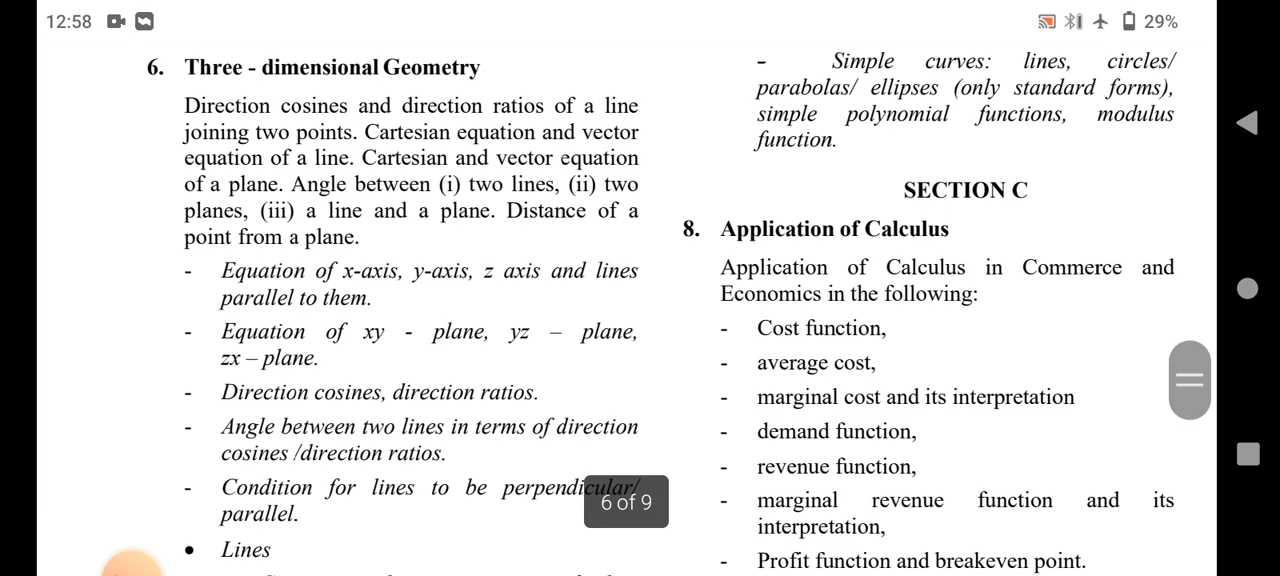 12:58
29%
6. Three - dimensional Geometry
Direction cosines and direction ratios of a line
joining two points. Cartesian equation and vector
equation of a line. Cartesian and vector equation
of a plane. Angle between (i) two lines, (ii) two
planes, (iii) a line and a plane. Distance of a
point from a plane.
- Equation of x-axis, y-axis, z axis and lines
parallel to them.
- Equation of xy - plane, yz – plane,
zx – plane.
- Direction cosines, direction ratios.
- Angle between two lines in terms of direction
cosines /direction ratios.
- Condition for lines to be perpendicular/
parallel.
• Lines
- Simple curves: lines, circles/
parabolas/ ellipses (only standard forms),
simple polynomial functions, modulus
function.
SECTION C
8. Application of Calculus
Application of Calculus in Commerce and
Economics in the following:
- Cost function,
- average cost,
- marginal cost and its interpretation
- demand function,
- revenue function,
- marginal revenue function and its
interpretation,
- Profit function and breakeven point.
6 of 9